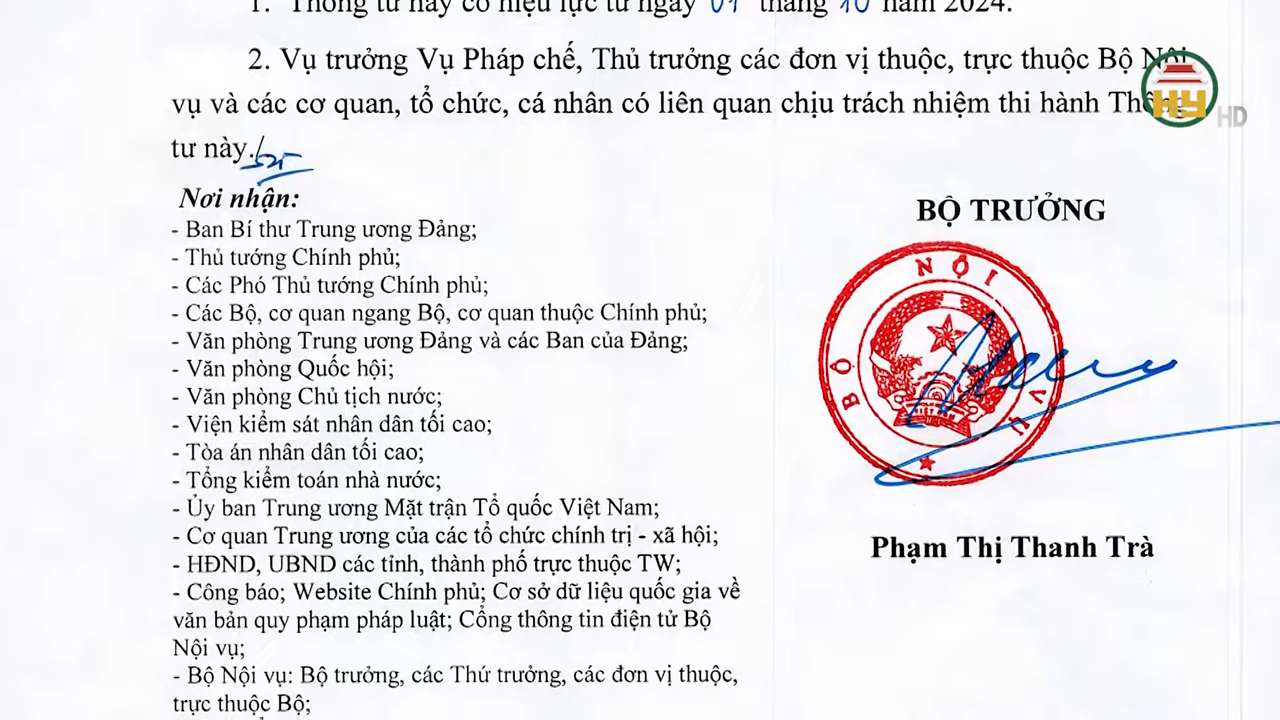 1. Thông tư này có hiệu lực từ ngày 01 tháng 10 năm 2024.
2. Vụ trưởng Vụ Pháp chế, Thủ trưởng các đơn vị thuộc, trực thuộc Bộ Nội
vụ và các cơ quan, tổ chức, cá nhân có liên quan chịu trách nhiệm thi hành Thông
tư này./.
Nơi nhận:
- Ban Bí thư Trung ương Đảng;
- Thủ tướng Chính phủ;
- Các Phó Thủ tướng Chính phủ;
- Các Bộ, cơ quan ngang Bộ, cơ quan thuộc Chính phủ;
- Văn phòng Trung ương Đảng và các Ban của Đảng;
- Văn phòng Quốc hội;
- Văn phòng Chủ tịch nước;
- Viện kiểm sát nhân dân tối cao;
- Tòa án nhân dân tối cao;
- Tổng kiểm toán nhà nước;
- Ủy ban Trung ương Mặt trận Tổ quốc Việt Nam;
- Cơ quan Trung ương của các tổ chức chính trị - xã hội;
- HĐND, UBND các tỉnh, thành phố trực thuộc TW;
- Công báo; Website Chính phủ; Cơ sở dữ liệu quốc gia về
văn bản quy phạm pháp luật; Cổng thông tin điện tử Bộ
Nội vụ;
- Bộ Nội vụ: Bộ trưởng, các Thứ trưởng, các đơn vị thuộc,
trực thuộc Bộ;
BỘ TRƯỞNG
BỘ NỘI VỤ
Phạm Thị Thanh Trà
HY HD